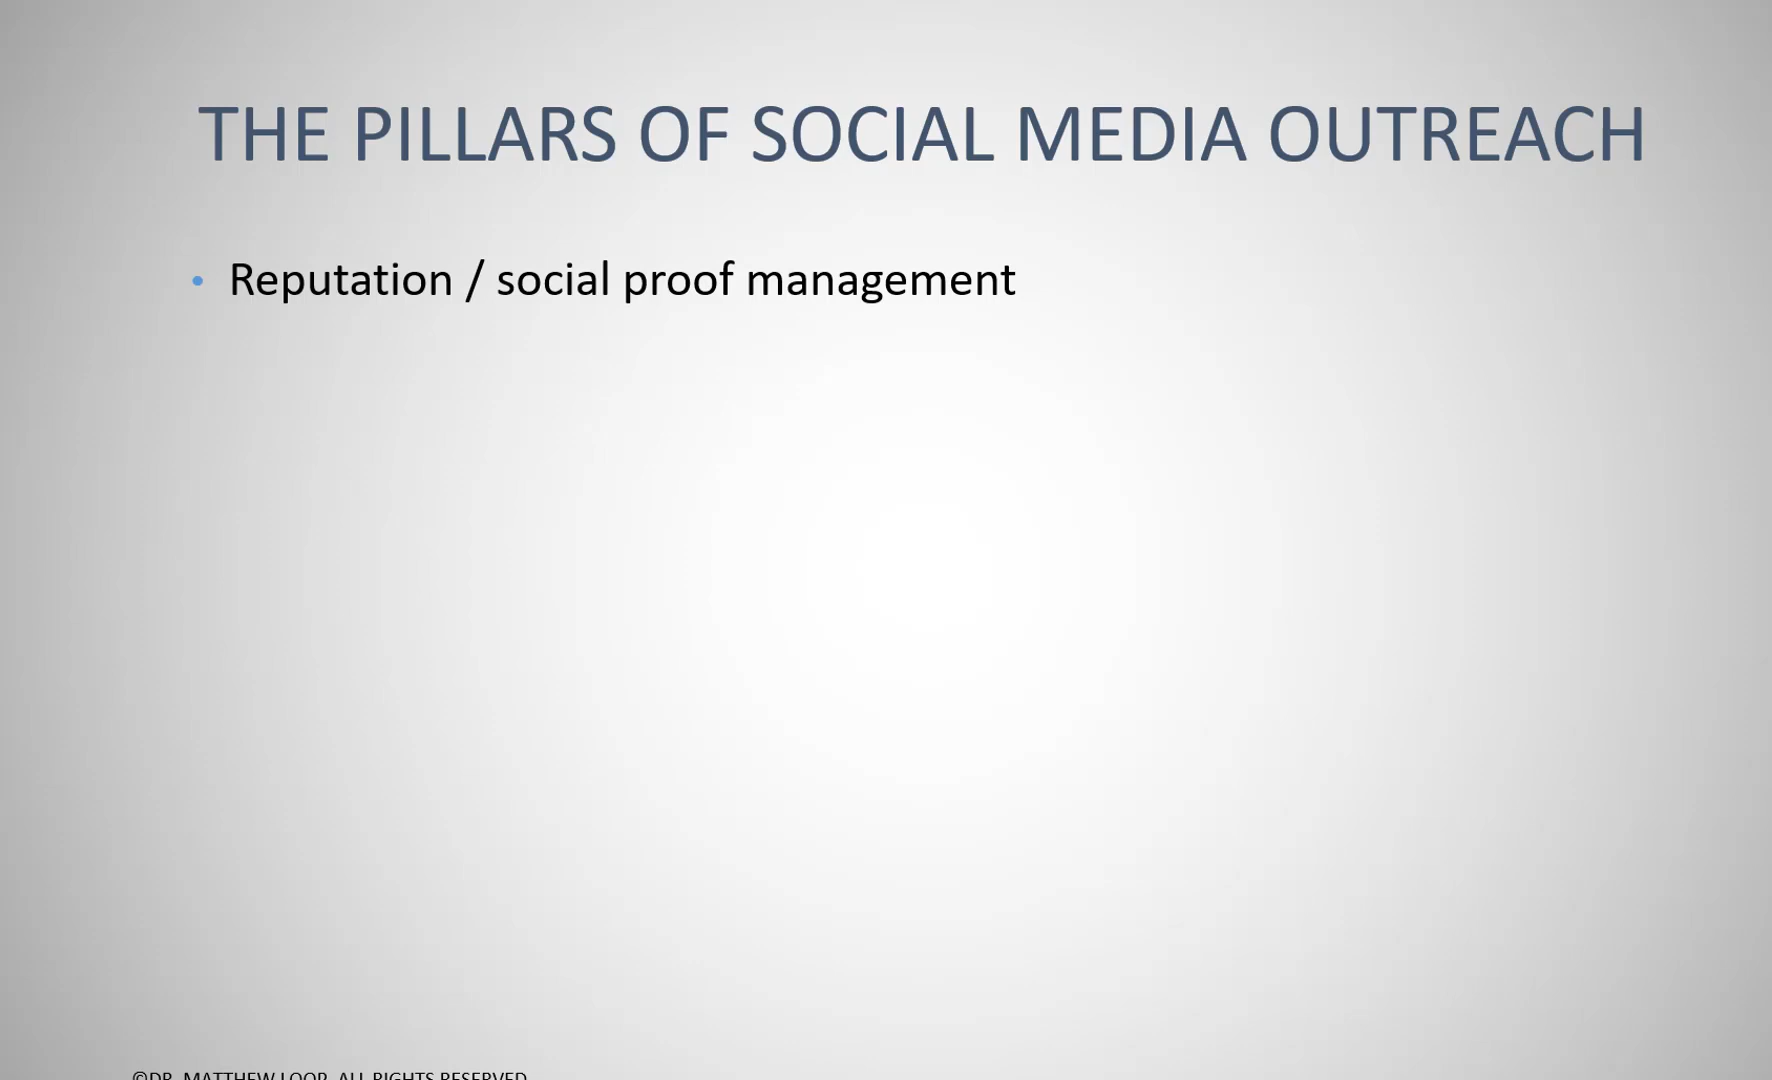 THE PILLARS OF SOCIAL MEDIA OUTREACH
• Reputation / social proof management
©DR. MATTHEW LOOP. ALL RIGHTS RESERVED